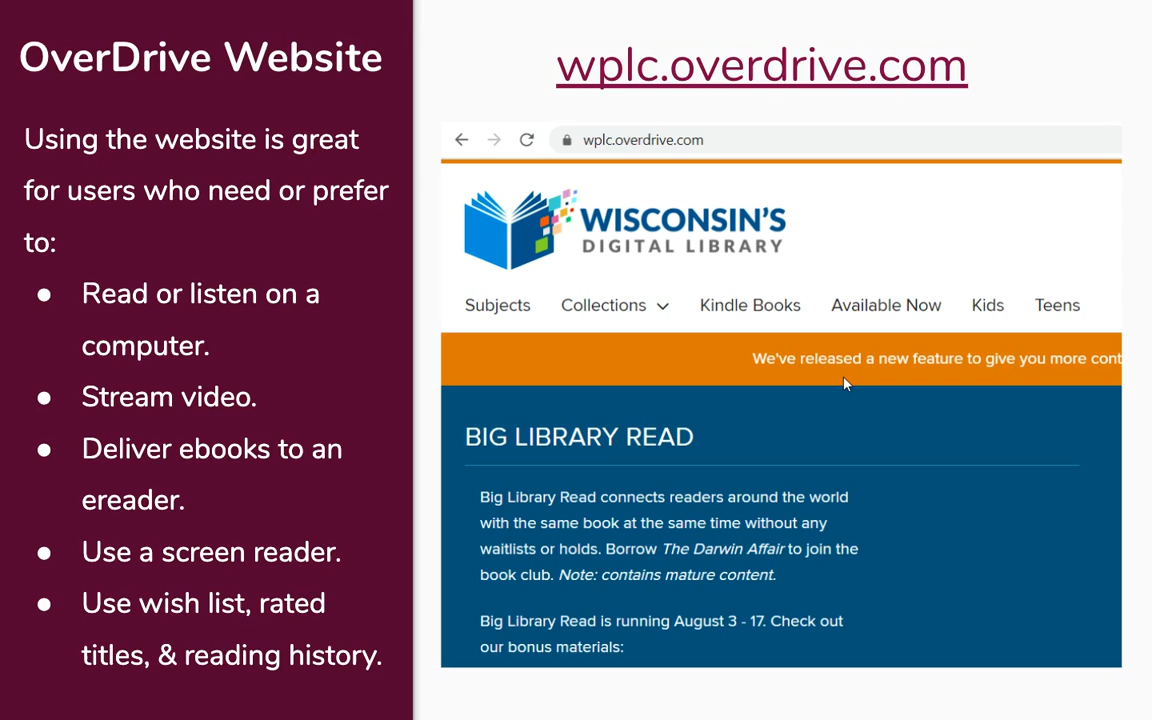 OverDrive Website
Using the website is great
for users who need or prefer
to:
● Read or listen on a
computer.
● Stream video.
● Deliver ebooks to an
ereader.
● Use a screen reader.
● Use wish list, rated
titles, & reading history.
wplc.overdrive.com
wplc.overdrive.com
WISCONSIN'S
DIGITAL LIBRARY
Subjects Collections Kindle Books Available Now Kids Teens
We've released a new feature to give you more cont
BIG LIBRARY READ
Big Library Read connects readers around the world
with the same book at the same time without any
waitlists or holds. Borrow The Darwin Affair to join the
book club. Note: contains mature content.
Big Library Read is running August 3 - 17. Check out
our bonus materials: